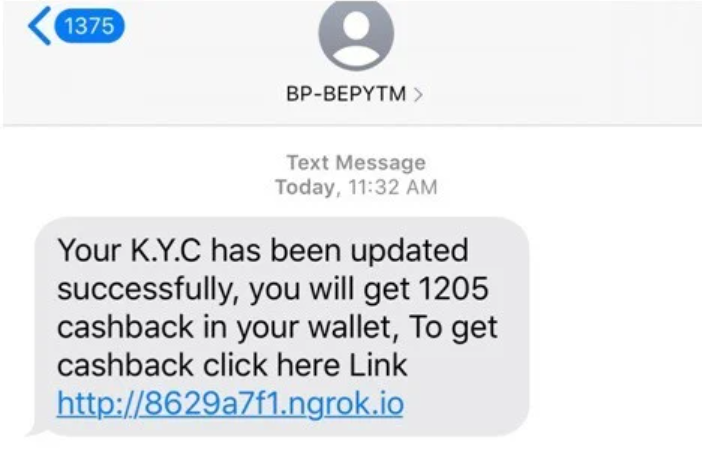 1375
BP-BEPYTM >
Text Message
Today, 11:32 AM
Your K.Y.C has been updated
successfully, you will get 1205
cashback in your wallet, To get
cashback click here Link
http://8629a7f1.ngrok.io